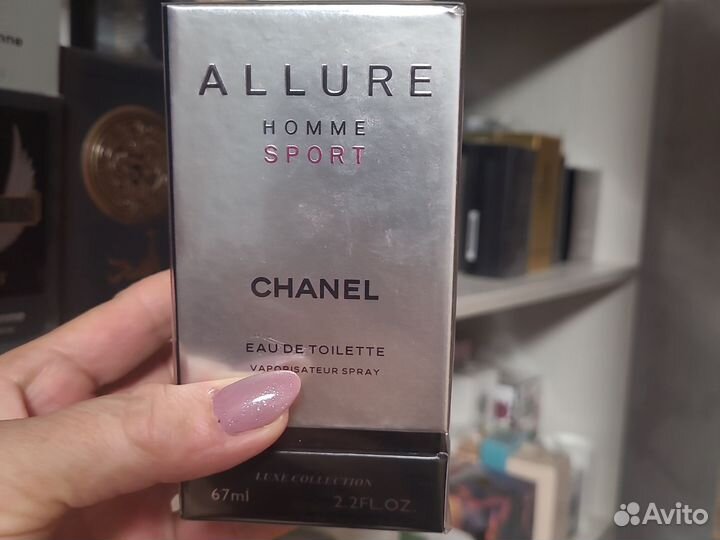 ALLURE
HOMME
SPORT
CHANEL
EAU DE TOILETTE
VAPORISATEUR SPRAY
LUXE COLLECTION
67ml 2.2FL.OZ.
Avito